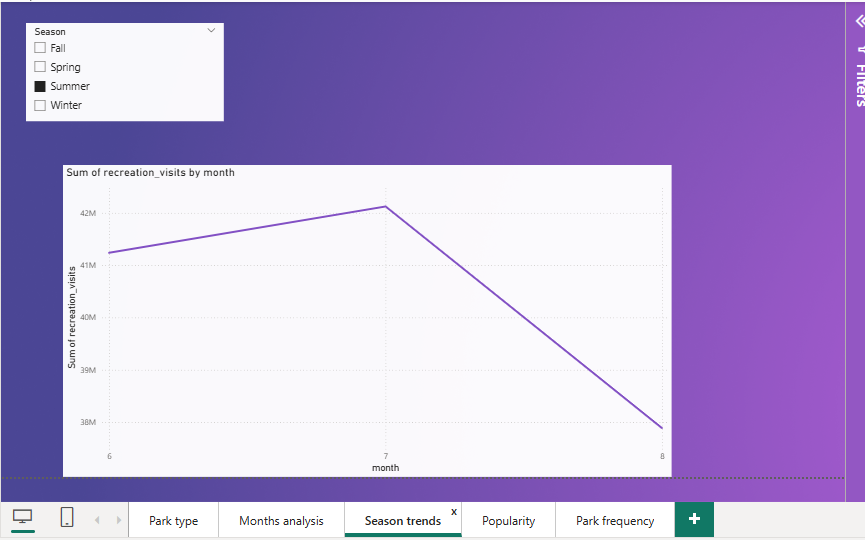 Season
Fall
Spring
Summer
Winter
Filters
Sum of recreation_visits by month
Sum of recreation_visits
42M
41M
40M
39M
38M
6 7 8
month
Park type Months analysis Season trends x Popularity Park frequency +